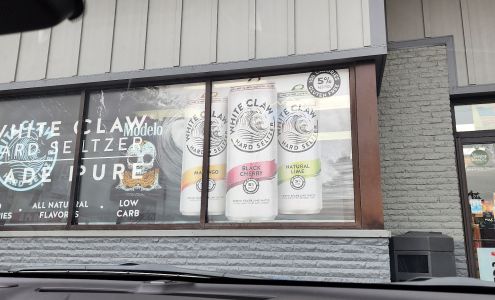 WHITE CLAW
HARD SELTZER
MADE PURE
ALL NATURAL FLAVORS
LOW CARB
Modelo
WHITE CLAW
HARD SELTZER
MANGO
WHITE CLAW
HARD SELTZER
BLACK CHERRY
WHITE CLAW
HARD SELTZER
NATURAL LIME
5%